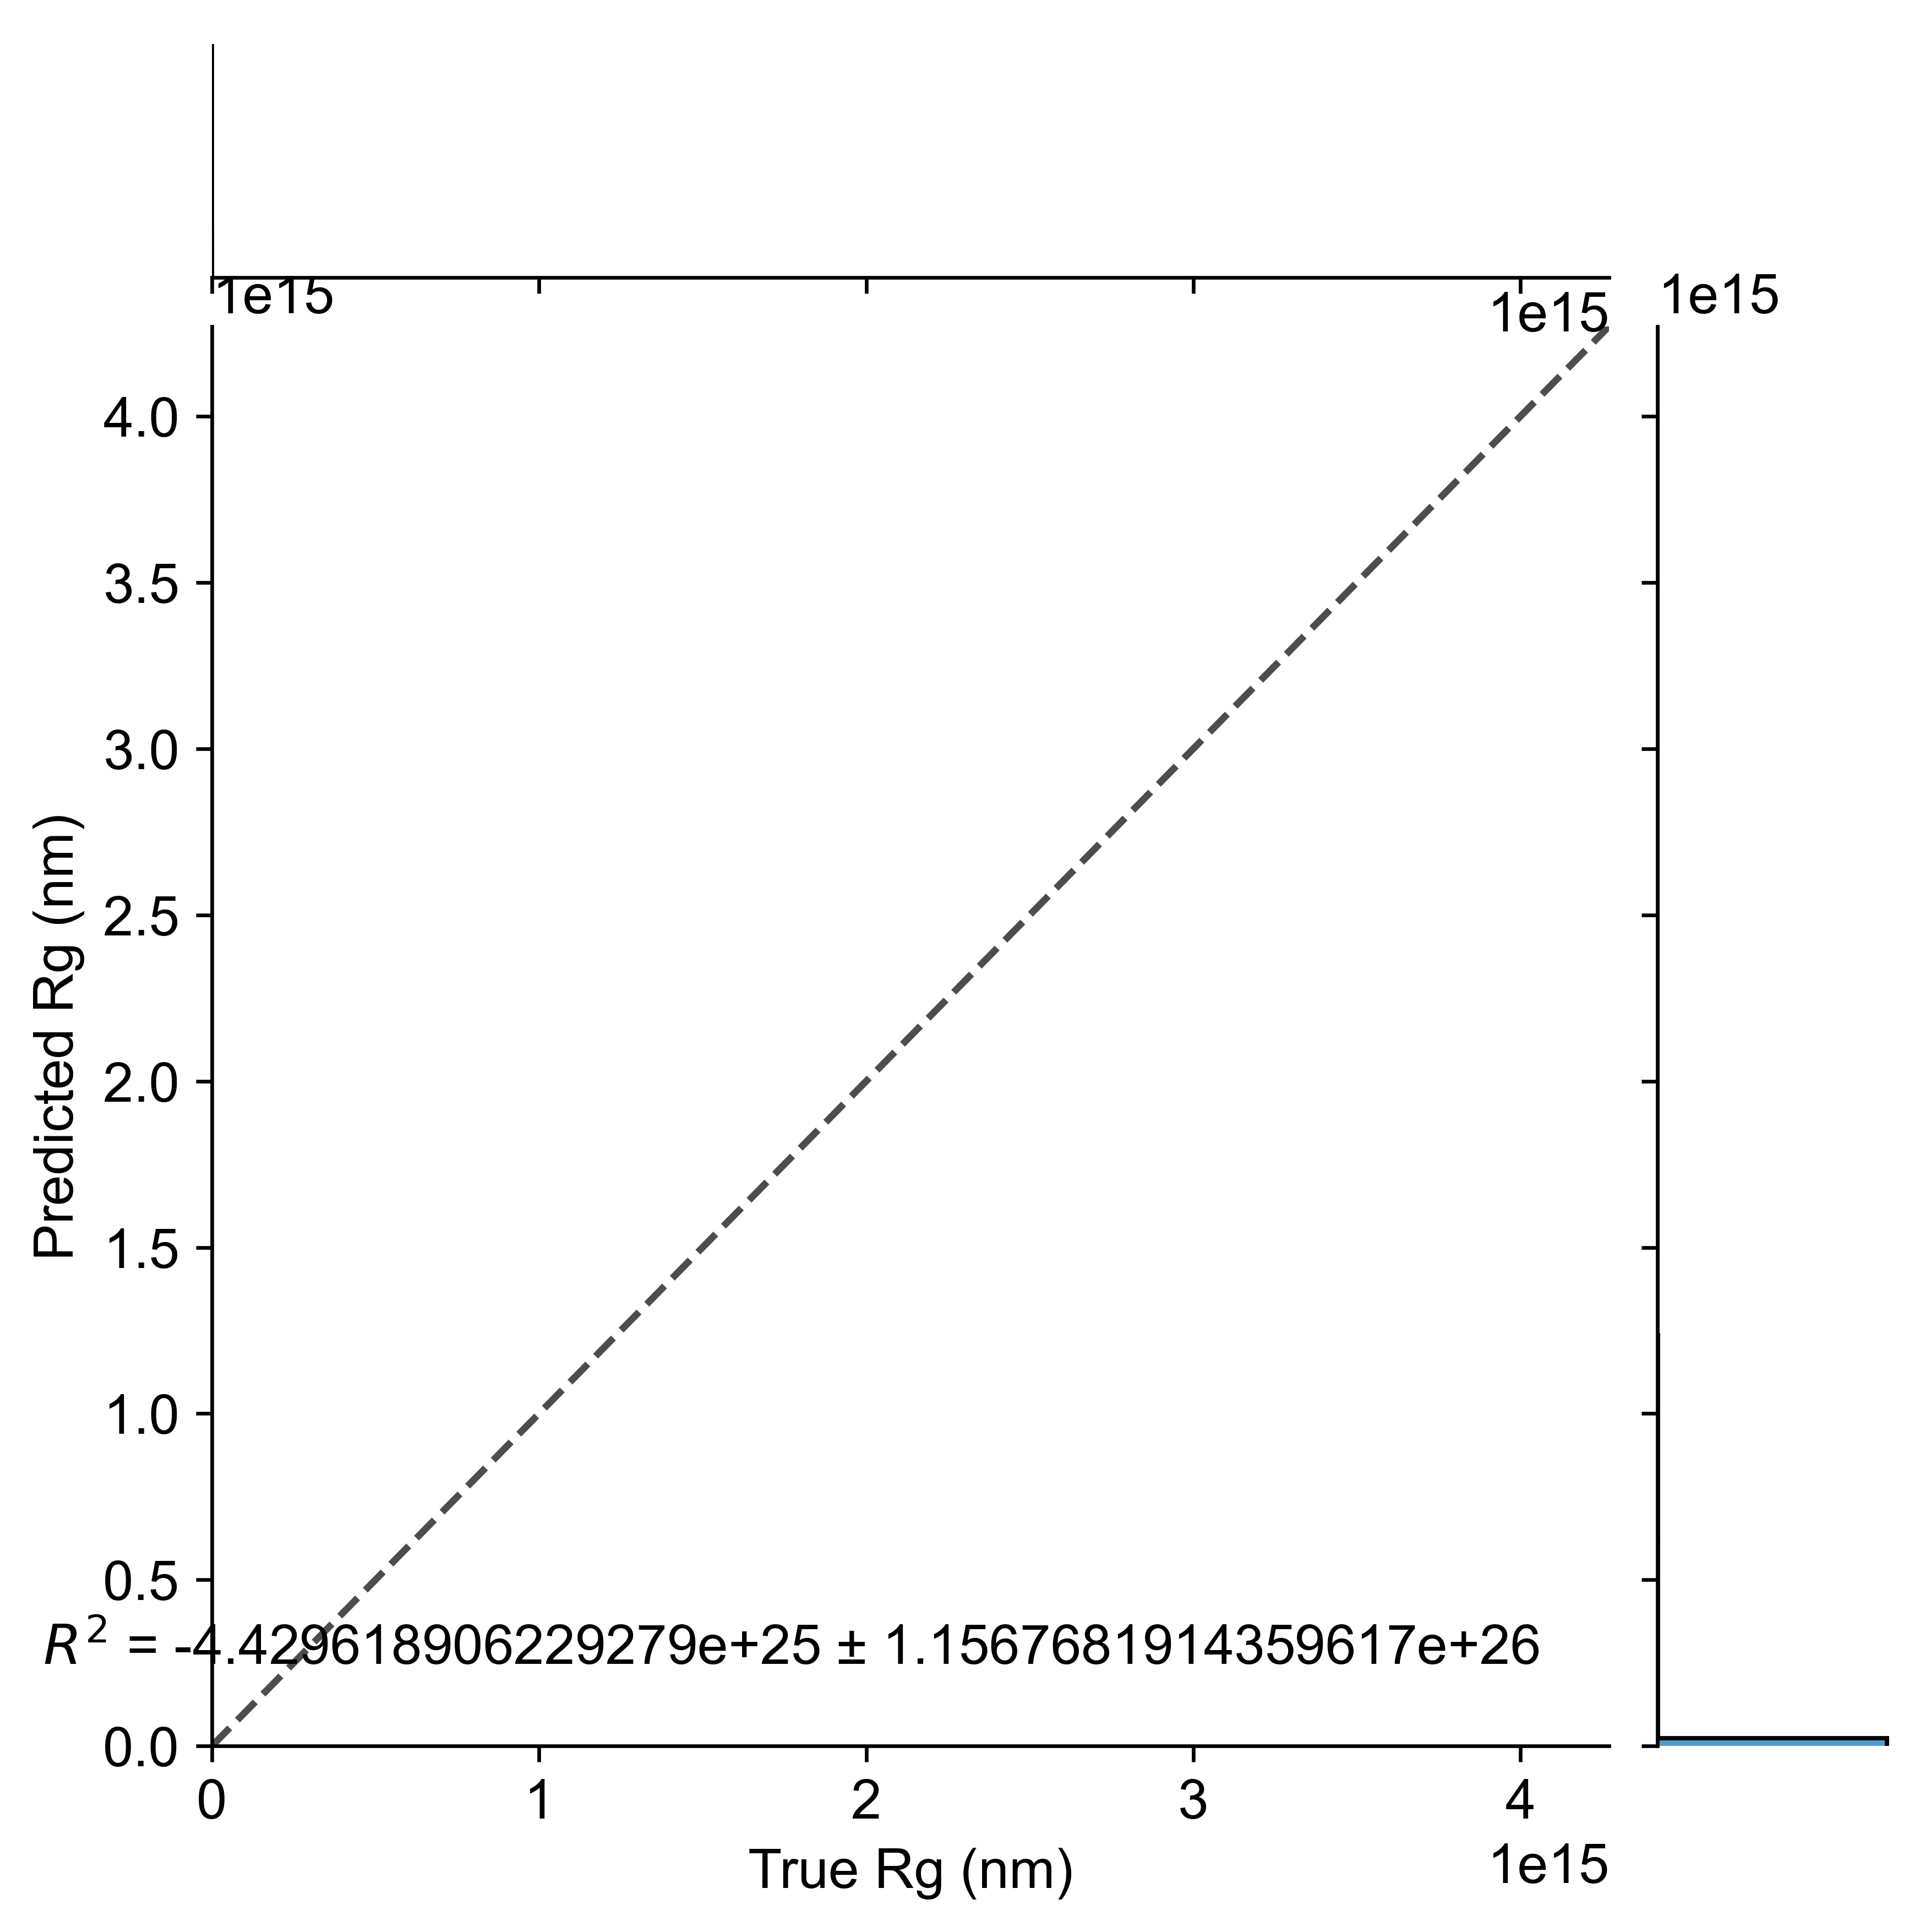 1e15
1e15
1e15
4.0
3.5
3.0
2.5
2.0
1.5
1.0
0.5
0.0
Predicted Rg (nm)
R² = -4.429618906229279e+25 ± 1.1567681914359617e+26
0 1 2 3 4
True Rg (nm)
1e15